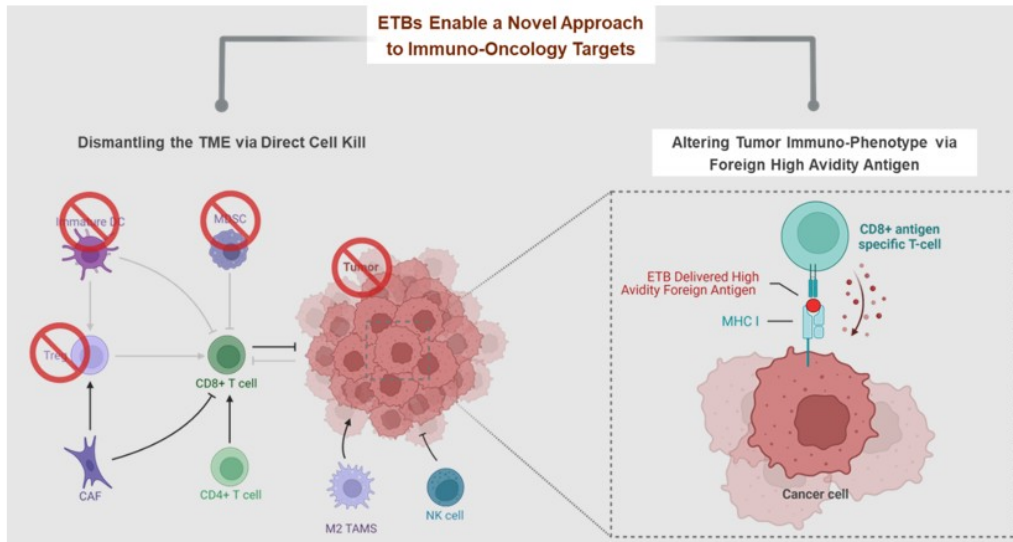 ETBs Enable a Novel Approach
to Immuno-Oncology Targets
Dismantling the TME via Direct Cell Kill
Altering Tumor Immuno-Phenotype via
Foreign High Avidity Antigen
Immature DC
MDSC
Tumor
Treg
CD8+ T cell
CAF
CD4+ T cell
M2 TAMS
NK cell
CD8+ antigen
specific T-cell
ETB Delivered High
Avidity Foreign Antigen
MHC I
Cancer cell